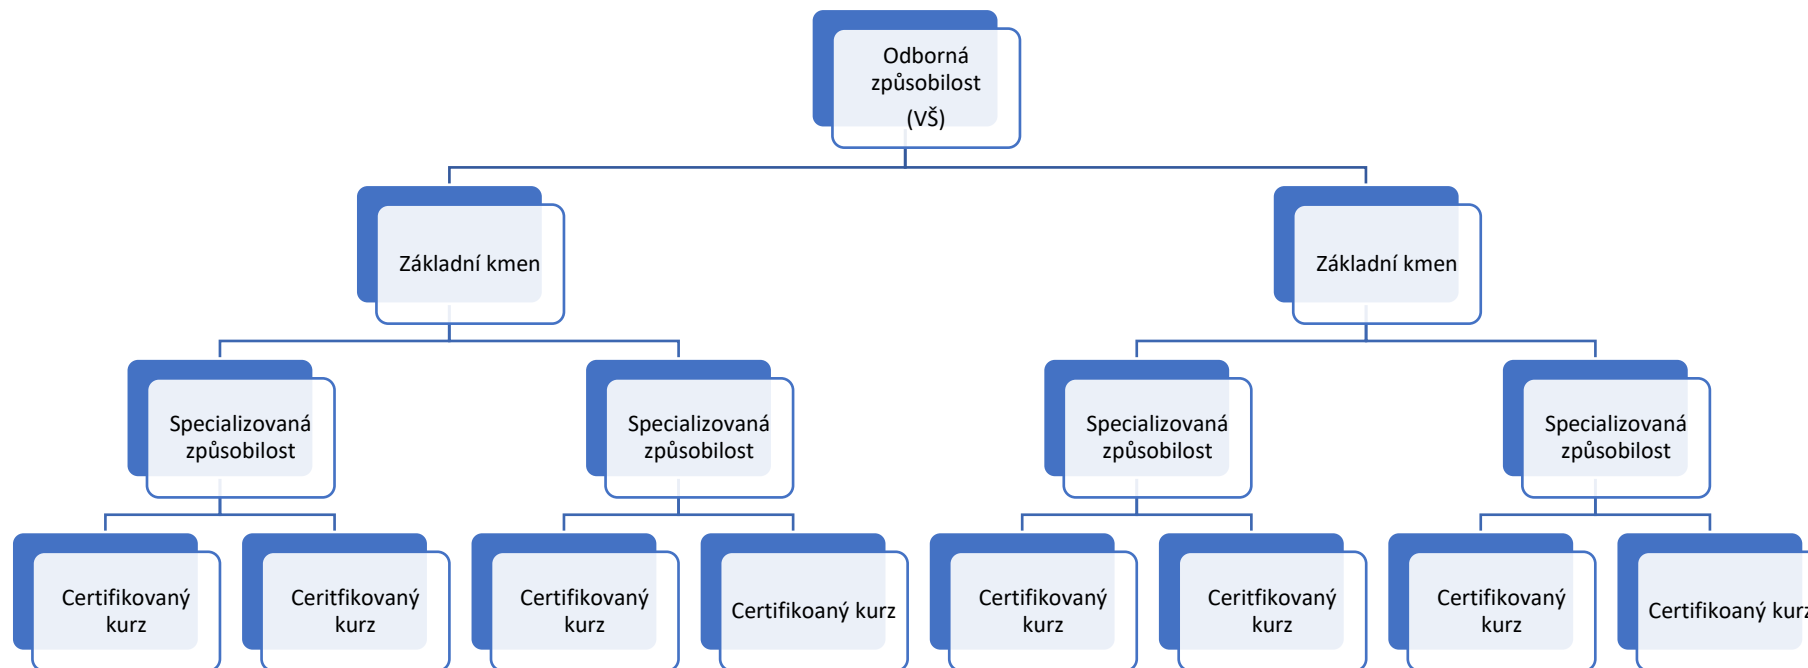 Odborná
způsobilost
(VŠ)
Základní kmen
Základní kmen
Specializovaná
způsobilost
Specializovaná
způsobilost
Specializovaná
způsobilost
Specializovaná
způsobilost
Certifikovaný
kurz
Ceritfikovaný
kurz
Certifikovaný
kurz
Certifikoaný kurz
Certifikovaný
kurz
Ceritfikovaný
kurz
Certifikovaný
kurz
Certifikoaný kurz